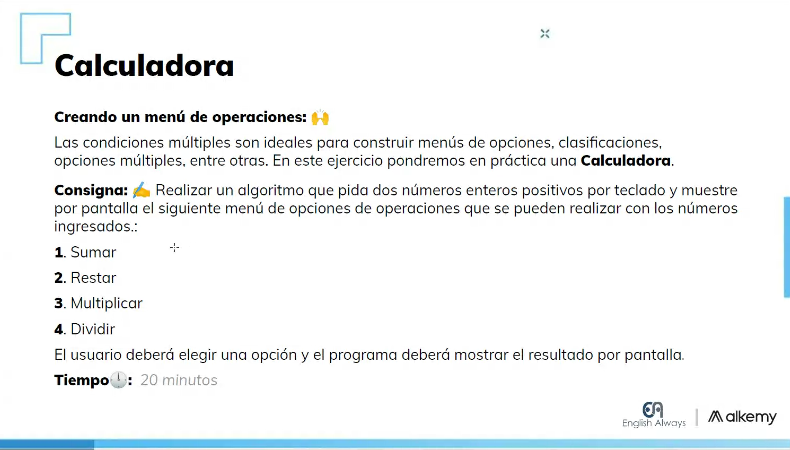 Calculadora
Creando un menú de operaciones: 🙌
Las condiciones múltiples son ideales para construir menús de opciones, clasificaciones,
opciones múltiples, entre otras. En este ejercicio pondremos en práctica una Calculadora.
Consigna: ✍️ Realizar un algoritmo que pida dos números enteros positivos por teclado y muestre
por pantalla el siguiente menú de opciones de operaciones que se pueden realizar con los números
ingresados.:
1. Sumar
2. Restar
3. Multiplicar
4. Dividir
El usuario deberá elegir una opción y el programa deberá mostrar el resultado por pantalla.
Tiempo🕛: 20 minutos
EA
English Always | alkemy